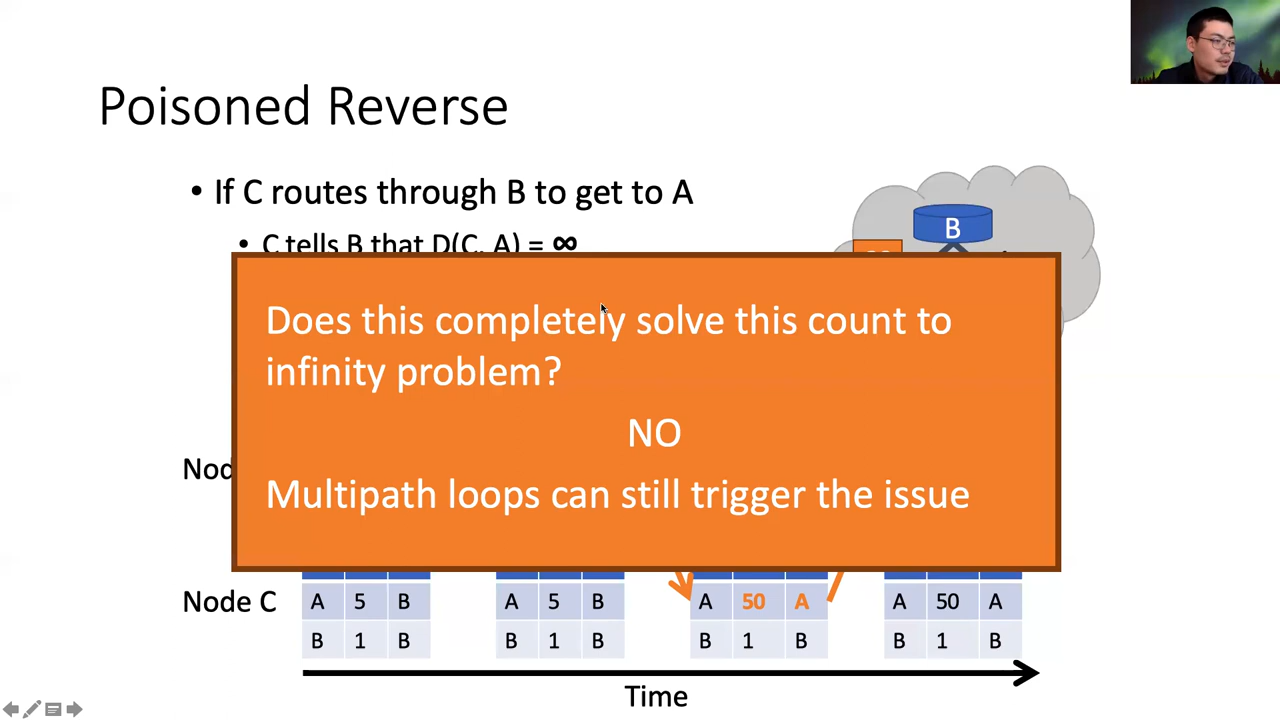 Poisoned Reverse
• If C routes through B to get to A
• C tells B that D(C, A) = ∞
B
Does this completely solve this count to
infinity problem?
NO
Multipath loops can still trigger the issue
Node C
A 5 B
A 5 B
A 50 A
A 50 A
B 1 B
B 1 B
B 1 B
B 1 B
Time